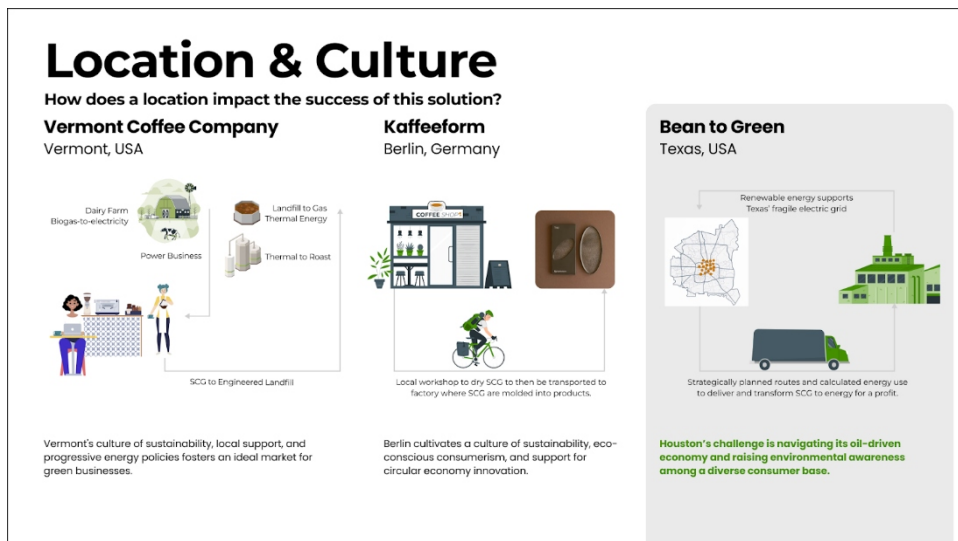 Location & Culture
How does a location impact the success of this solution?
Vermont Coffee Company
Vermont, USA
Dairy Farm
Biogas-to-electricity
Power Business
Landfill to Gas
Thermal Energy
Thermal to Roast
SCG to Engineered Landfill
Vermont's culture of sustainability, local support, and
progressive energy policies fosters an ideal market for
green businesses.
Kaffeeform
Berlin, Germany
COFFEE SHOP
Local workshop to dry SCG to then be transported to
factory where SCG are molded into products.
Berlin cultivates a culture of sustainability, eco-
conscious consumerism, and support for
circular economy innovation.
Bean to Green
Texas, USA
Renewable energy supports
Texas' fragile electric grid
Strategically planned routes and calculated energy use
to deliver and transform SCG to energy for a profit.
Houston's challenge is navigating its oil-driven
economy and raising environmental awareness
among a diverse consumer base.